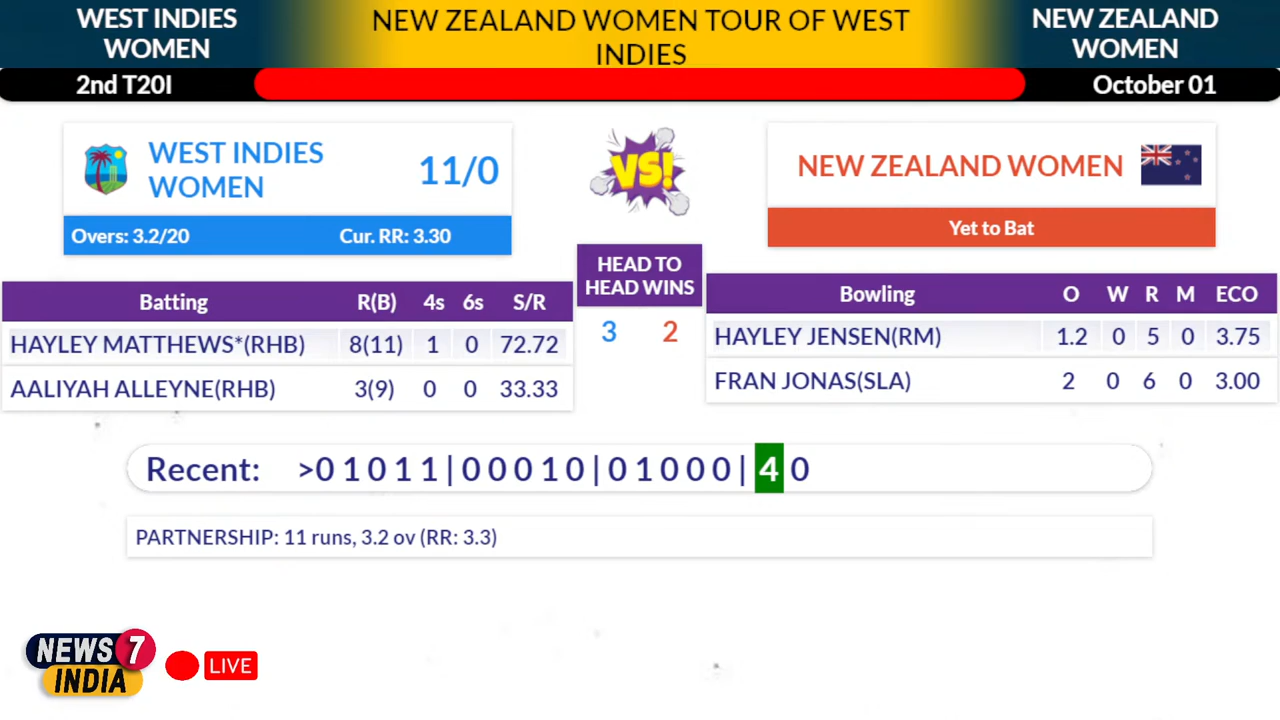 WEST INDIES
WOMEN
NEW ZEALAND WOMEN TOUR OF WEST
INDIES
NEW ZEALAND
WOMEN
2nd T20I
October 01
WEST INDIES
WOMEN
11/0
Overs: 3.2/20 Cur. RR: 3.30
VS!
NEW ZEALAND WOMEN
Yet to Bat
HEAD TO
HEAD WINS
3 2
Batting R(B) 4s 6s S/R
HAYLEY MATTHEWS*(RHB) 8(11) 1 0 72.72
AALIYAH ALLEYNE(RHB) 3(9) 0 0 33.33
Bowling O W R M ECO
HAYLEY JENSEN(RM) 1.2 0 5 0 3.75
FRAN JONAS(SLA) 2 0 6 0 3.00
Recent: >0 1 0 1 1 | 0 0 0 1 0 | 0 1 0 0 0 | 4 0
PARTNERSHIP: 11 runs, 3.2 ov (RR: 3.3)
NEWS 7
INDIA
LIVE